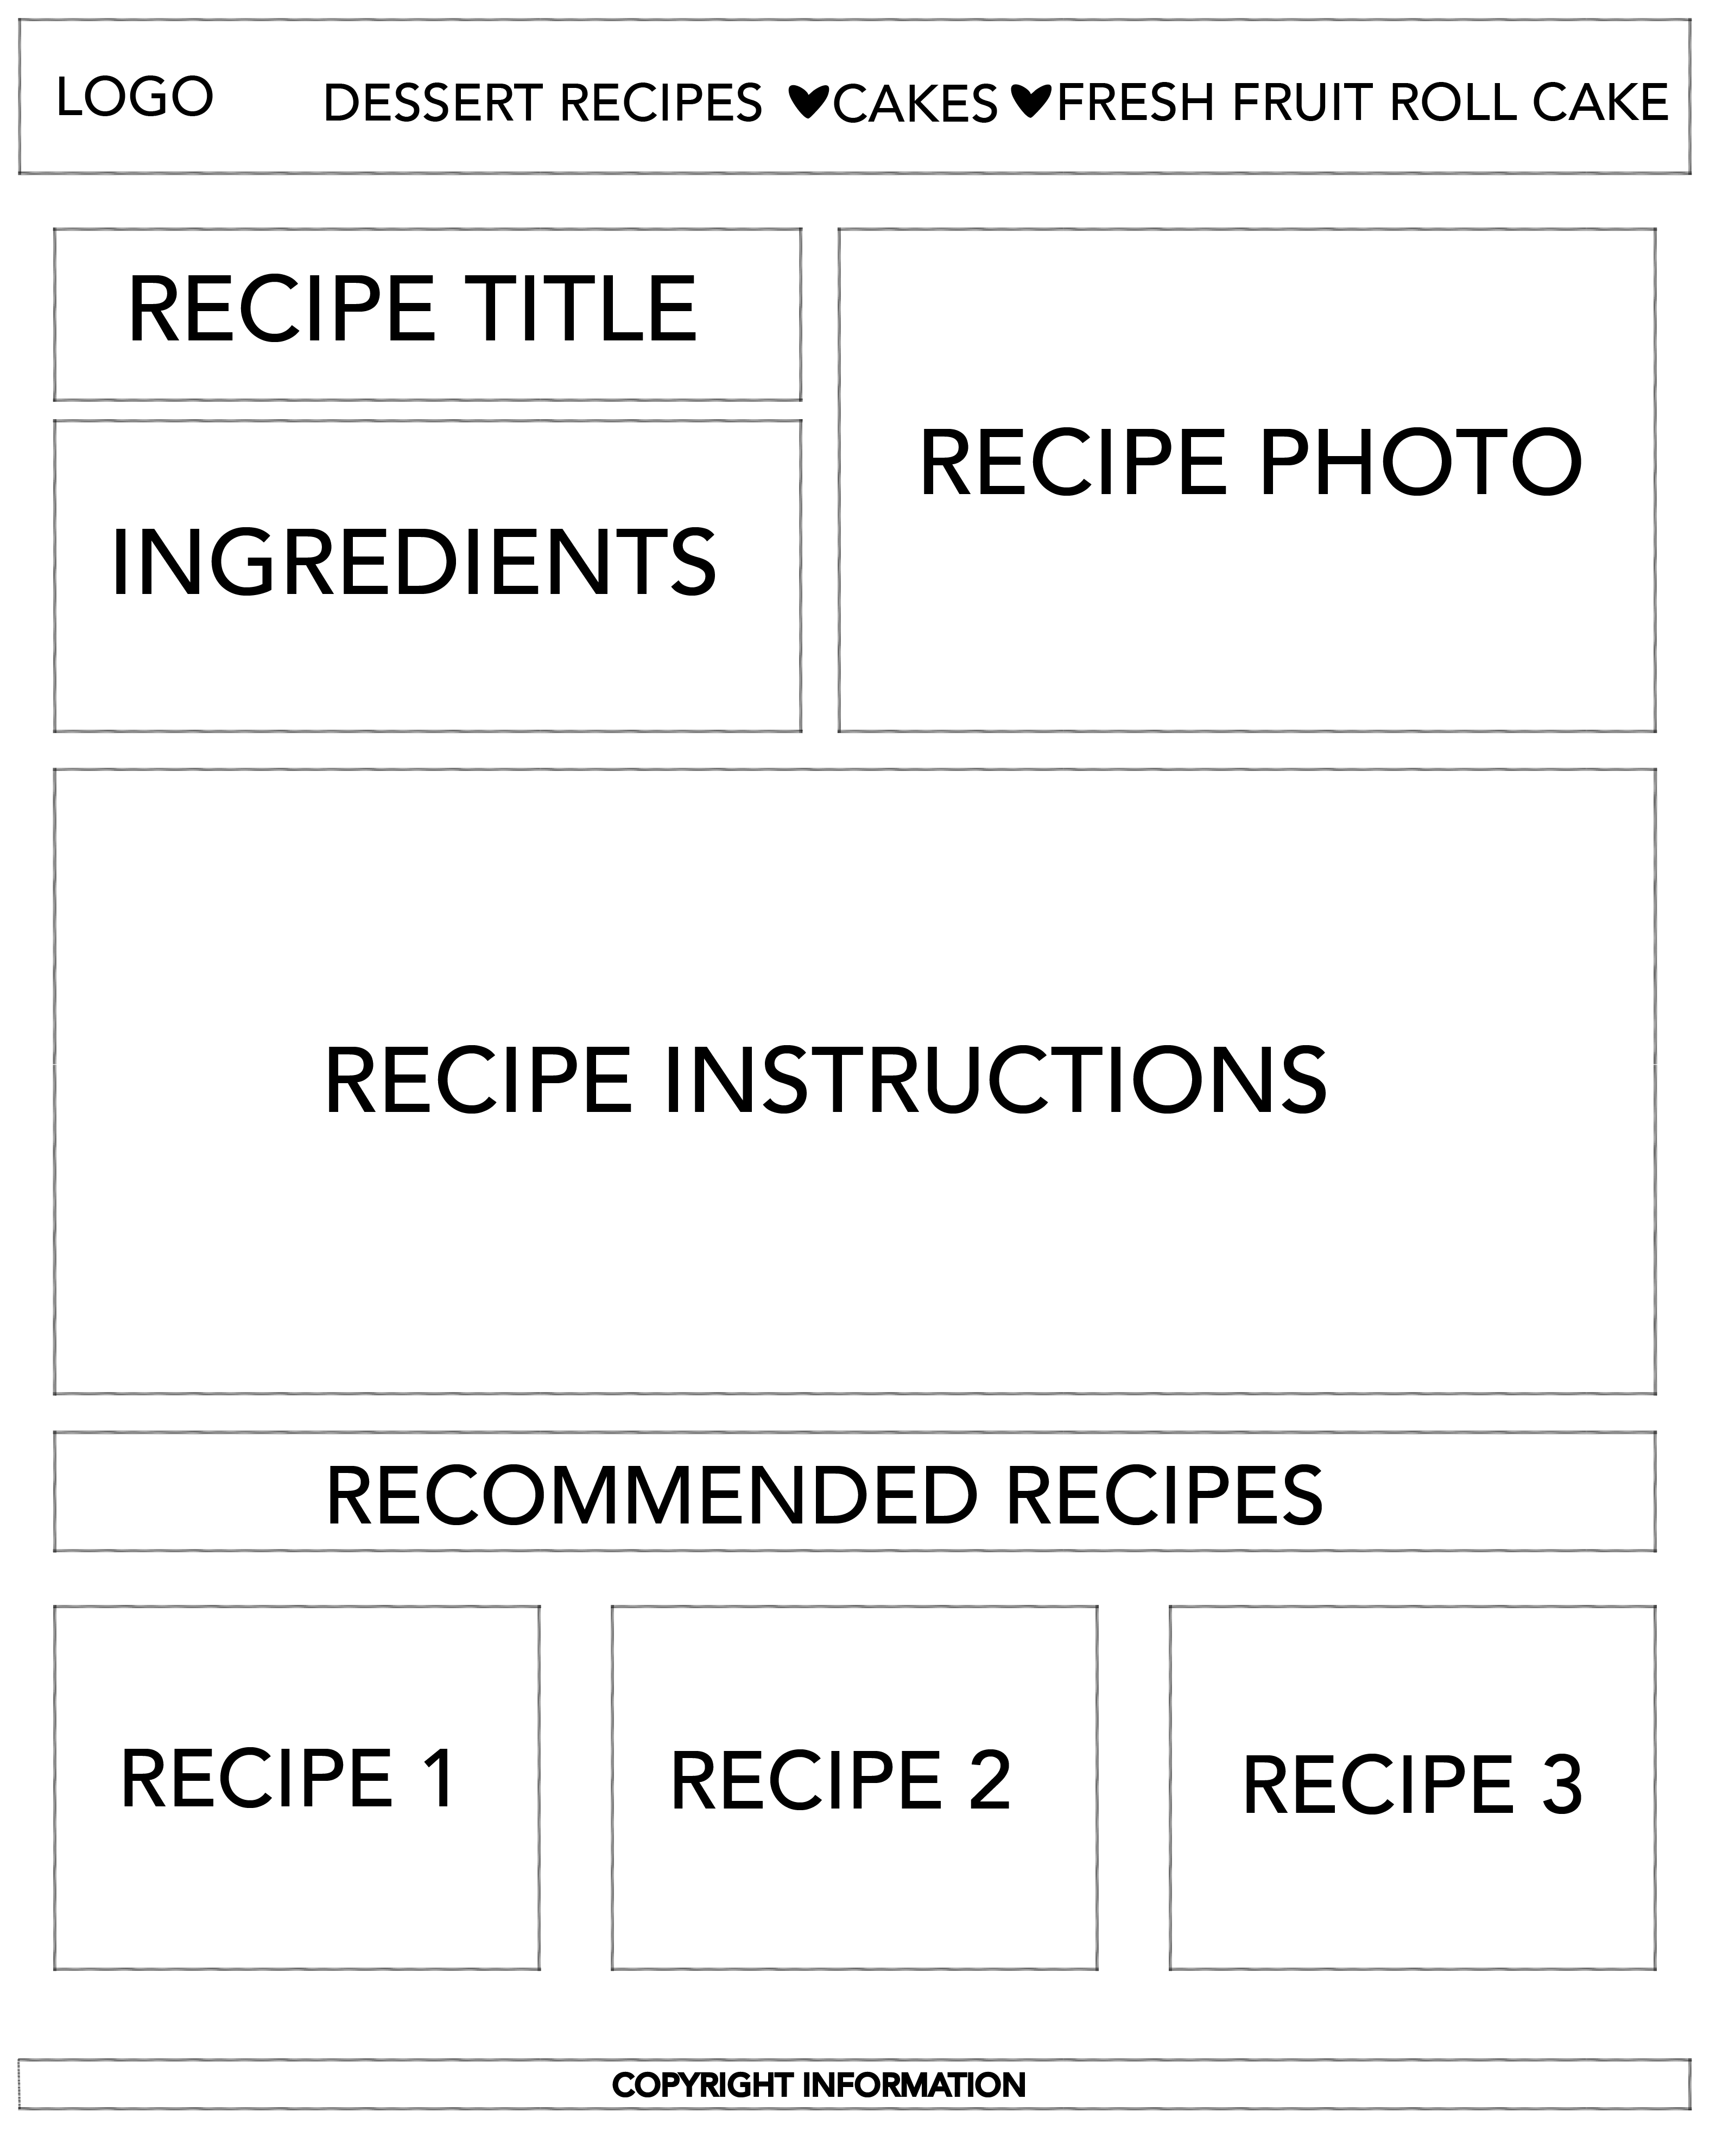 LOGO
DESSERT RECIPES ♥CAKES ♥FRESH FRUIT ROLL CAKE
RECIPE TITLE
INGREDIENTS
RECIPE PHOTO
RECIPE INSTRUCTIONS
RECOMMENDED RECIPES
RECIPE 1
RECIPE 2
RECIPE 3
COPYRIGHT INFORMATION